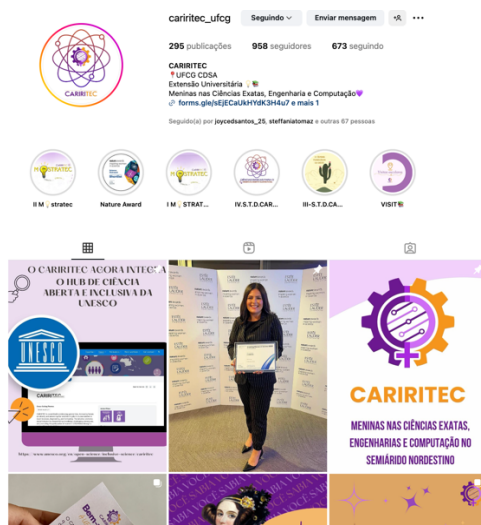 cariritec_ufcg
Seguindo
Enviar mensagem
295 publicações
958 seguidores
673 seguindo
CARIRITEC
UFCG CDSA
Extensão Universitária
Meninas nas Ciências Exatas, Engenharia e Computação
forms.gle/sEjECaUkHYdK3H4u7 e mais 1
Seguido(a) por joycedsantos_25, steffaniatomaz e outras 67 pessoas
CARIRITEC
II M stratec
Nature Award
I M STRAT...
IV.S.T.D.CAR...
III-S.T.D.CA...
VISIT
O CARIRITEC AGORA INTEGRA
O HUB DE CIÊNCIA
ABERTA E INCLUSIVA DA
UNESCO
UNESCO
CARIRITEC
CARIRITEC
MENINAS NAS CIÊNCIAS EXATAS,
ENGENHARIAS E COMPUTAÇÃO NO
SEMIÁRIDO NORDESTINO